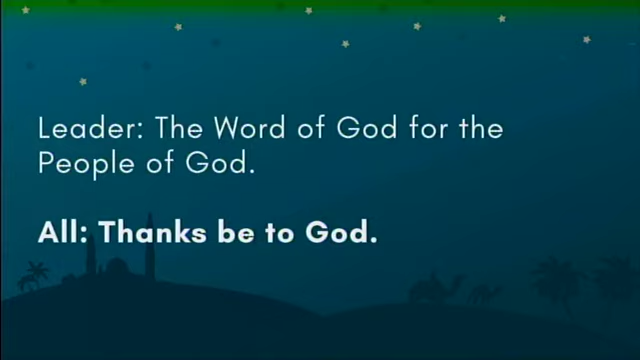 Leader: The Word of God for the
People of God.
All: Thanks be to God.